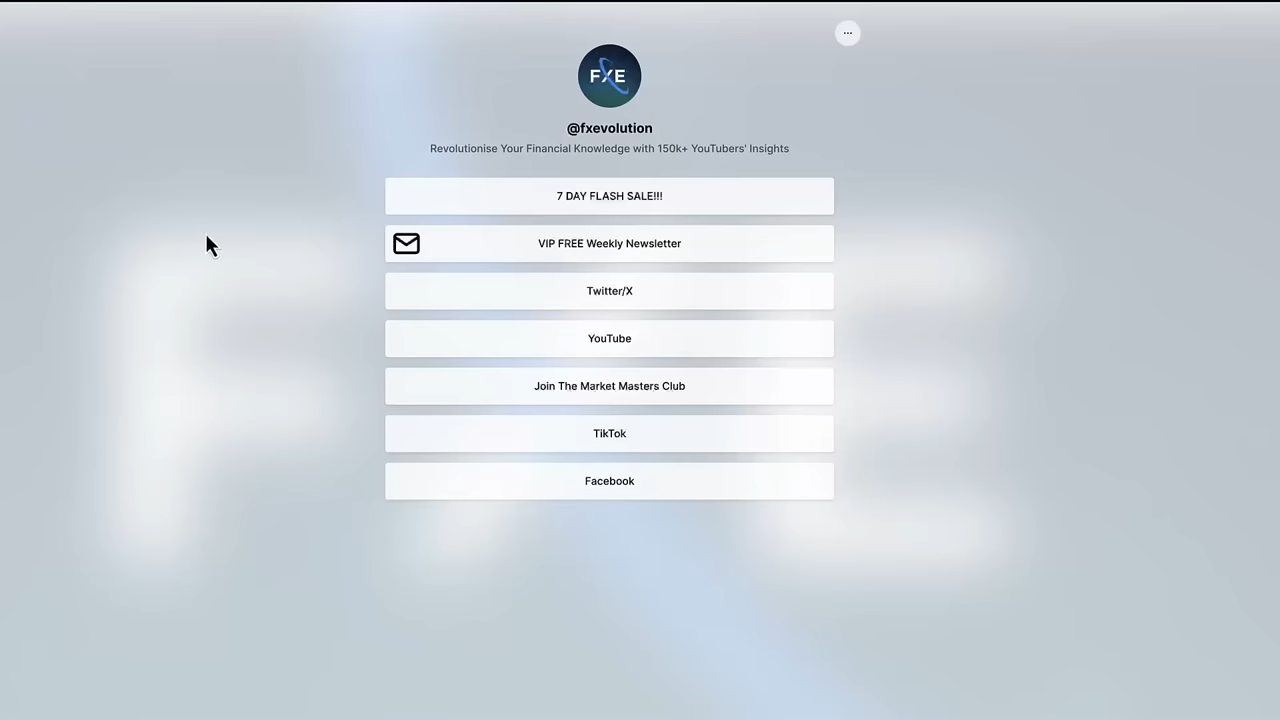 FXE
@fxevolution
Revolutionise Your Financial Knowledge with 150k+ YouTubers' Insights
7 DAY FLASH SALE!!!
VIP FREE Weekly Newsletter
Twitter/X
YouTube
Join The Market Masters Club
TikTok
Facebook